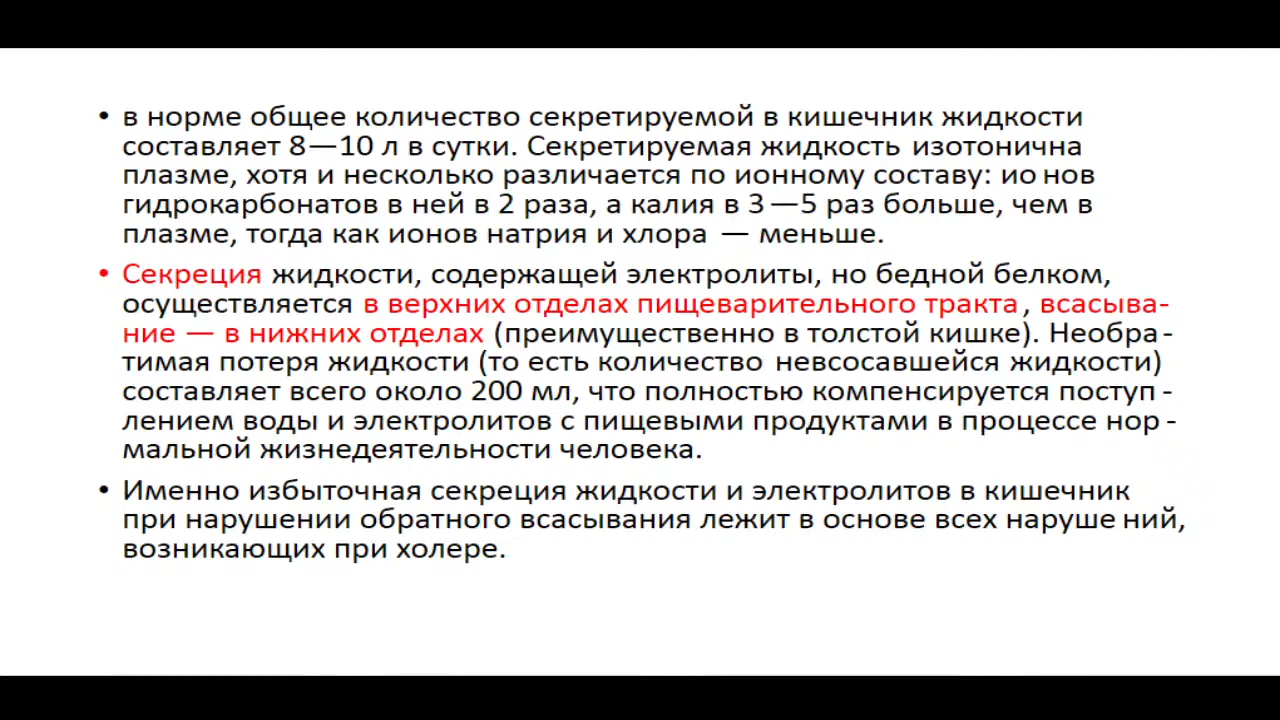 • в норме общее количество секретируемой в кишечник жидкости
составляет 8—10 л в сутки. Секретируемая жидкость изотонична
плазме, хотя и несколько различается по ионному составу: ио нов
гидрокарбонатов в ней в 2 раза, а калия в 3 —5 раз больше, чем в
плазме, тогда как ионов натрия и хлора — меньше.
• Секреция жидкости, содержащей электролиты, но бедной белком,
осуществляется в верхних отделах пищеварительного тракта, всасыва-
ние — в нижних отделах (преимущественно в толстой кишке). Необра-
тимая потеря жидкости (то есть количество невсосавшейся жидкости)
составляет всего около 200 мл, что полностью компенсируется поступ -
лением воды и электролитов с пищевыми продуктами в процессе нор -
мальной жизнедеятельности человека.
• Именно избыточная секреция жидкости и электролитов в кишечник
при нарушении обратного всасывания лежит в основе всех наруше ний,
возникающих при холере.